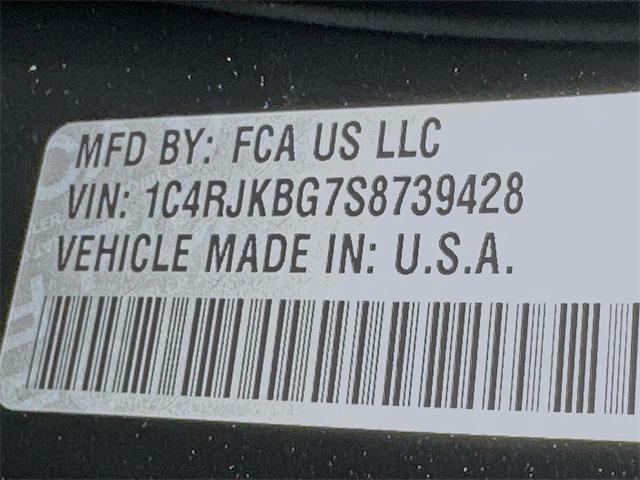 MFD BY: FCA US LLC
VIN: 1C4RJKBG7S8739428
VEHICLE MADE IN: U.S.A.